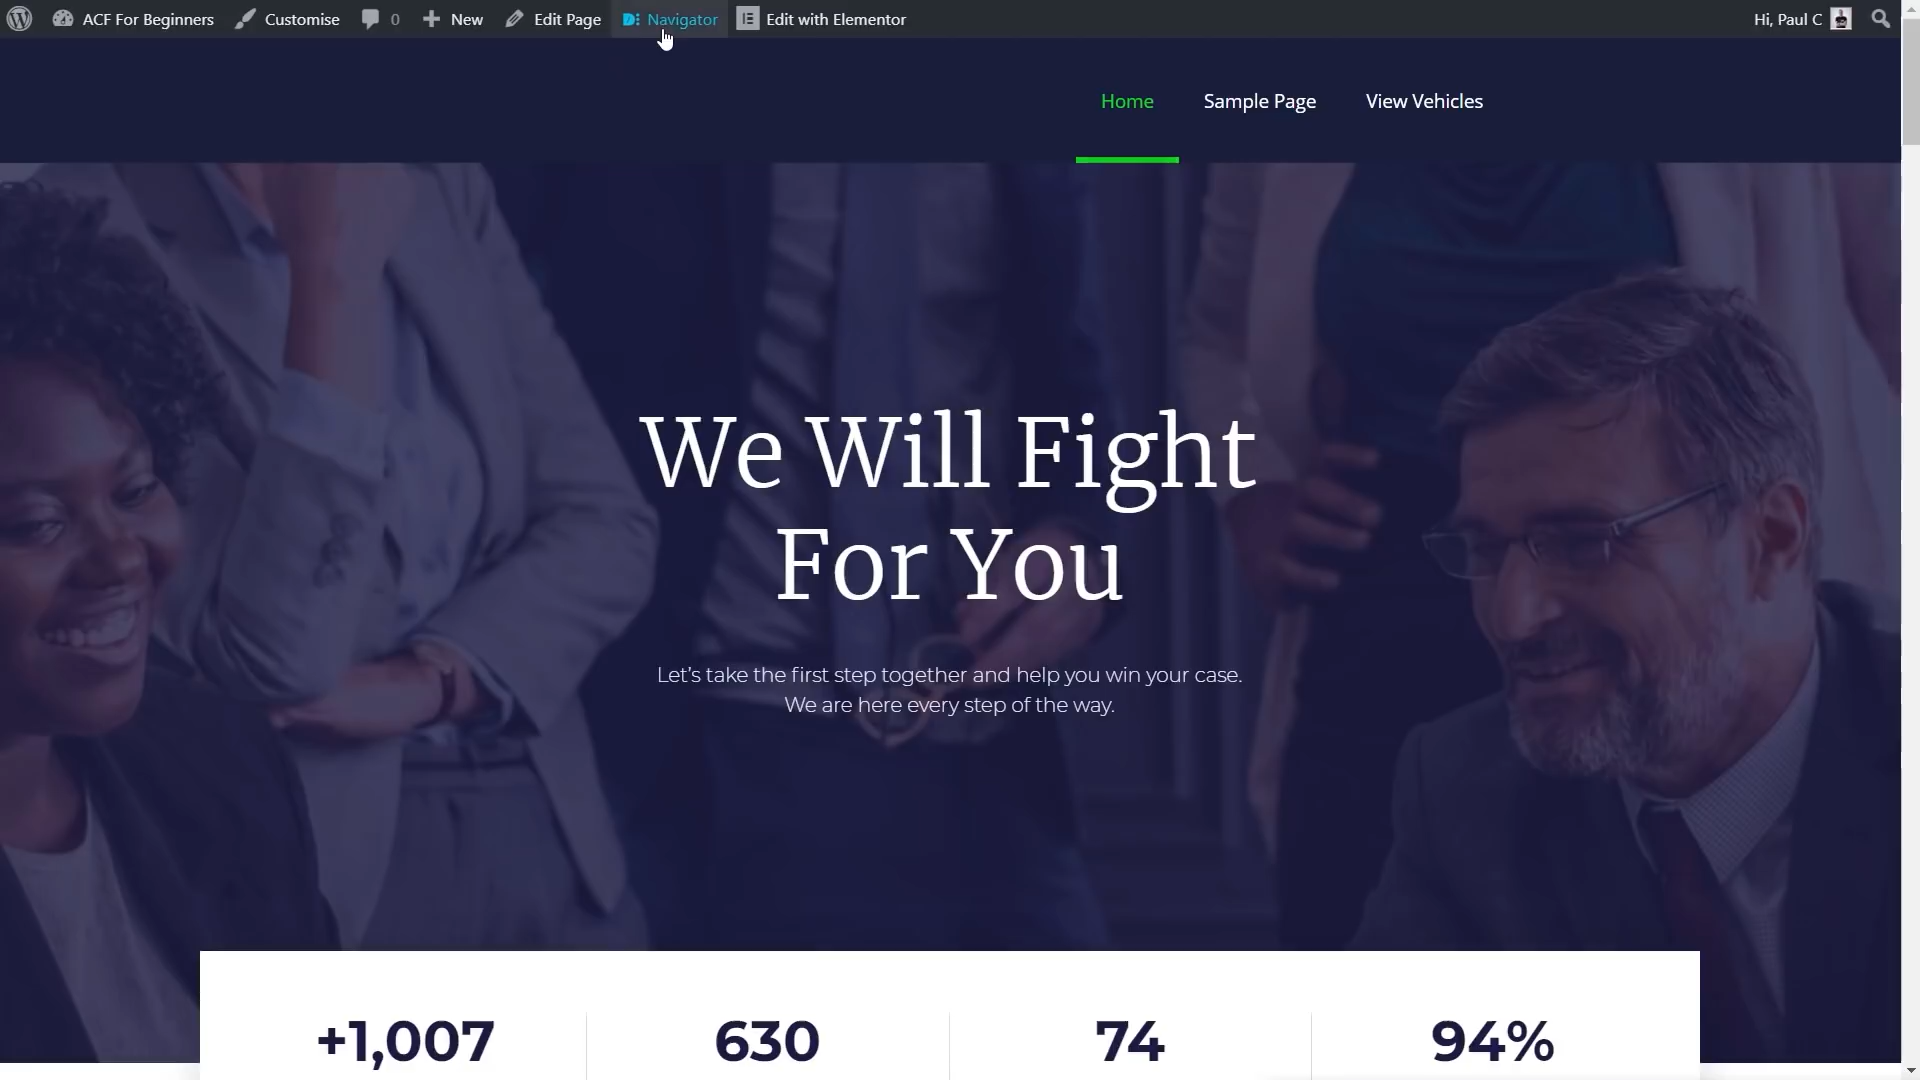 ACF For Beginners Customise 0 New Edit Page Navigator Edit with Elementor Hi, Paul C
Home Sample Page View Vehicles
We Will Fight
For You
Let's take the first step together and help you win your case.
We are here every step of the way.
+1,007 630 74 94%